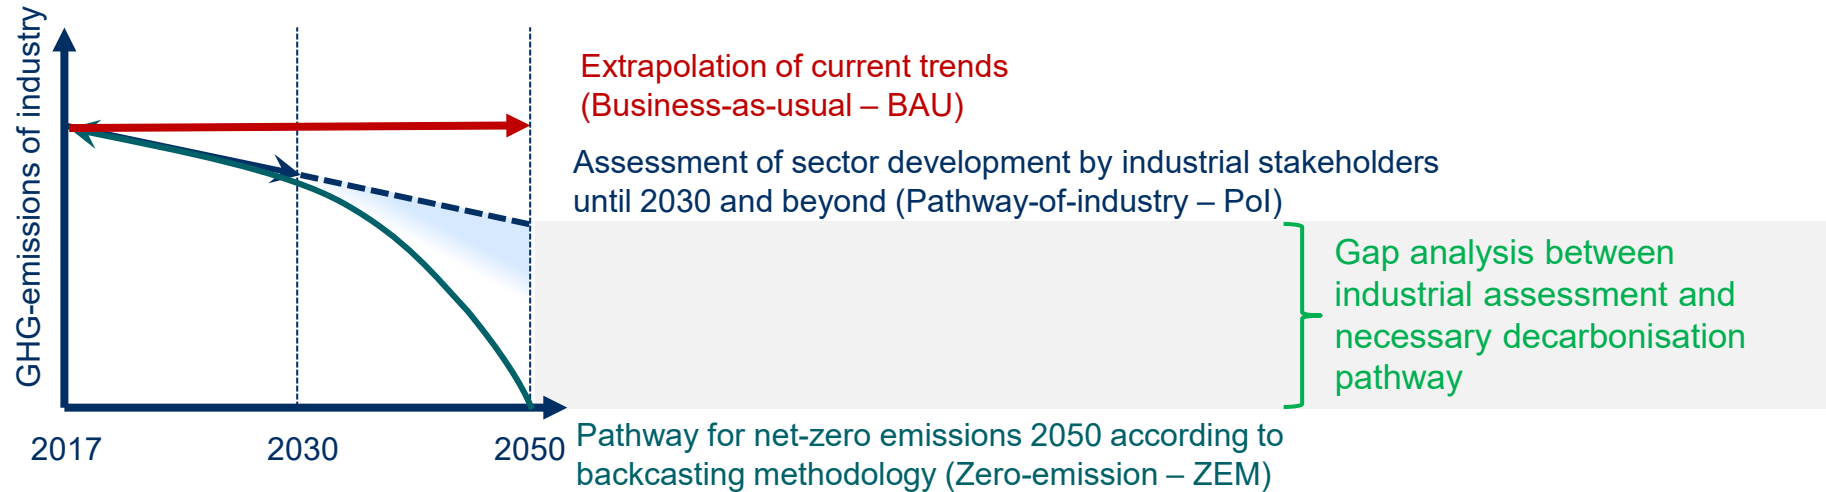 GHG-emissions of industry
Extrapolation of current trends
(Business-as-usual – BAU)
Assessment of sector development by industrial stakeholders
until 2030 and beyond (Pathway-of-industry – PoI)
Gap analysis between
industrial assessment and
necessary decarbonisation
pathway
2017
2030
2050
Pathway for net-zero emissions 2050 according to
backcasting methodology (Zero-emission – ZEM)